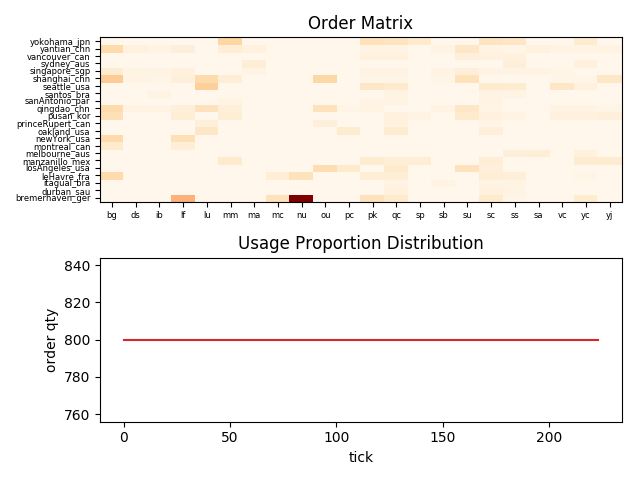 Order Matrix
yokohama_jpn
yantian_chn
vancouver_can
sydney_aus
singapore_sgp
shanghai_chn
seattle_usa
santos_bra
sanAntonio_par
qingdao_chn
pusan_kor
princeRupert_can
oakland_usa
newYork_usa
montreal_can
melbourne_aus
manzanillo_mex
losAngeles_usa
leHavre_fra
itagual_bra
durban_sau
bremerhaven_ger
bg ds ib lf lu mm ma mc nu ou pc pk qc sp sb su sc ss sa vc yc yj
Usage Proportion Distribution
840
820
800
780
760
order qty
0 50 100 150 200
tick